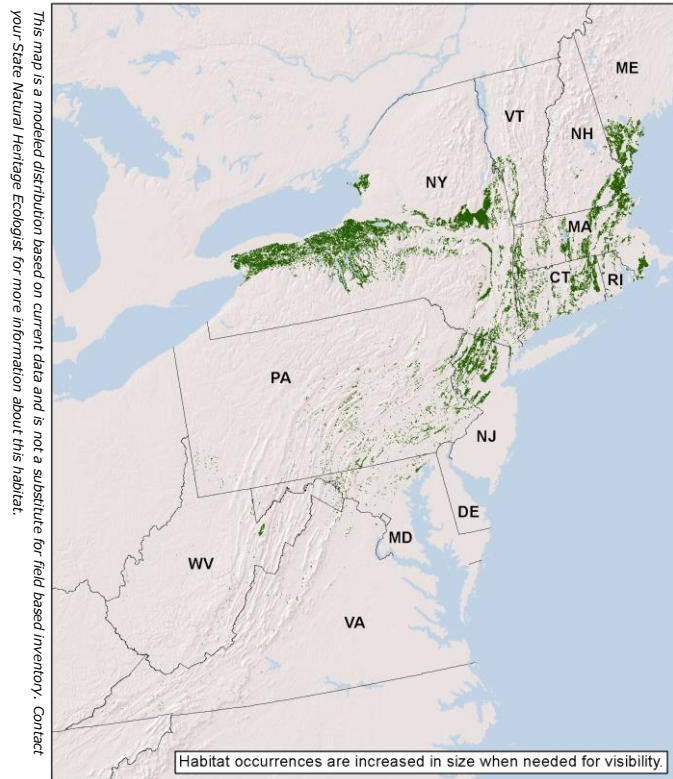 This map is a modeled distribution based on current data and is not a substitute for field based inventory. Contact
your State Natural Heritage Ecologist for more information about this habitat.
ME
VT
NH
NY
MA
CT
RI
PA
NJ
DE
MD
WV
VA
Habitat occurrences are increased in size when needed for visibility.